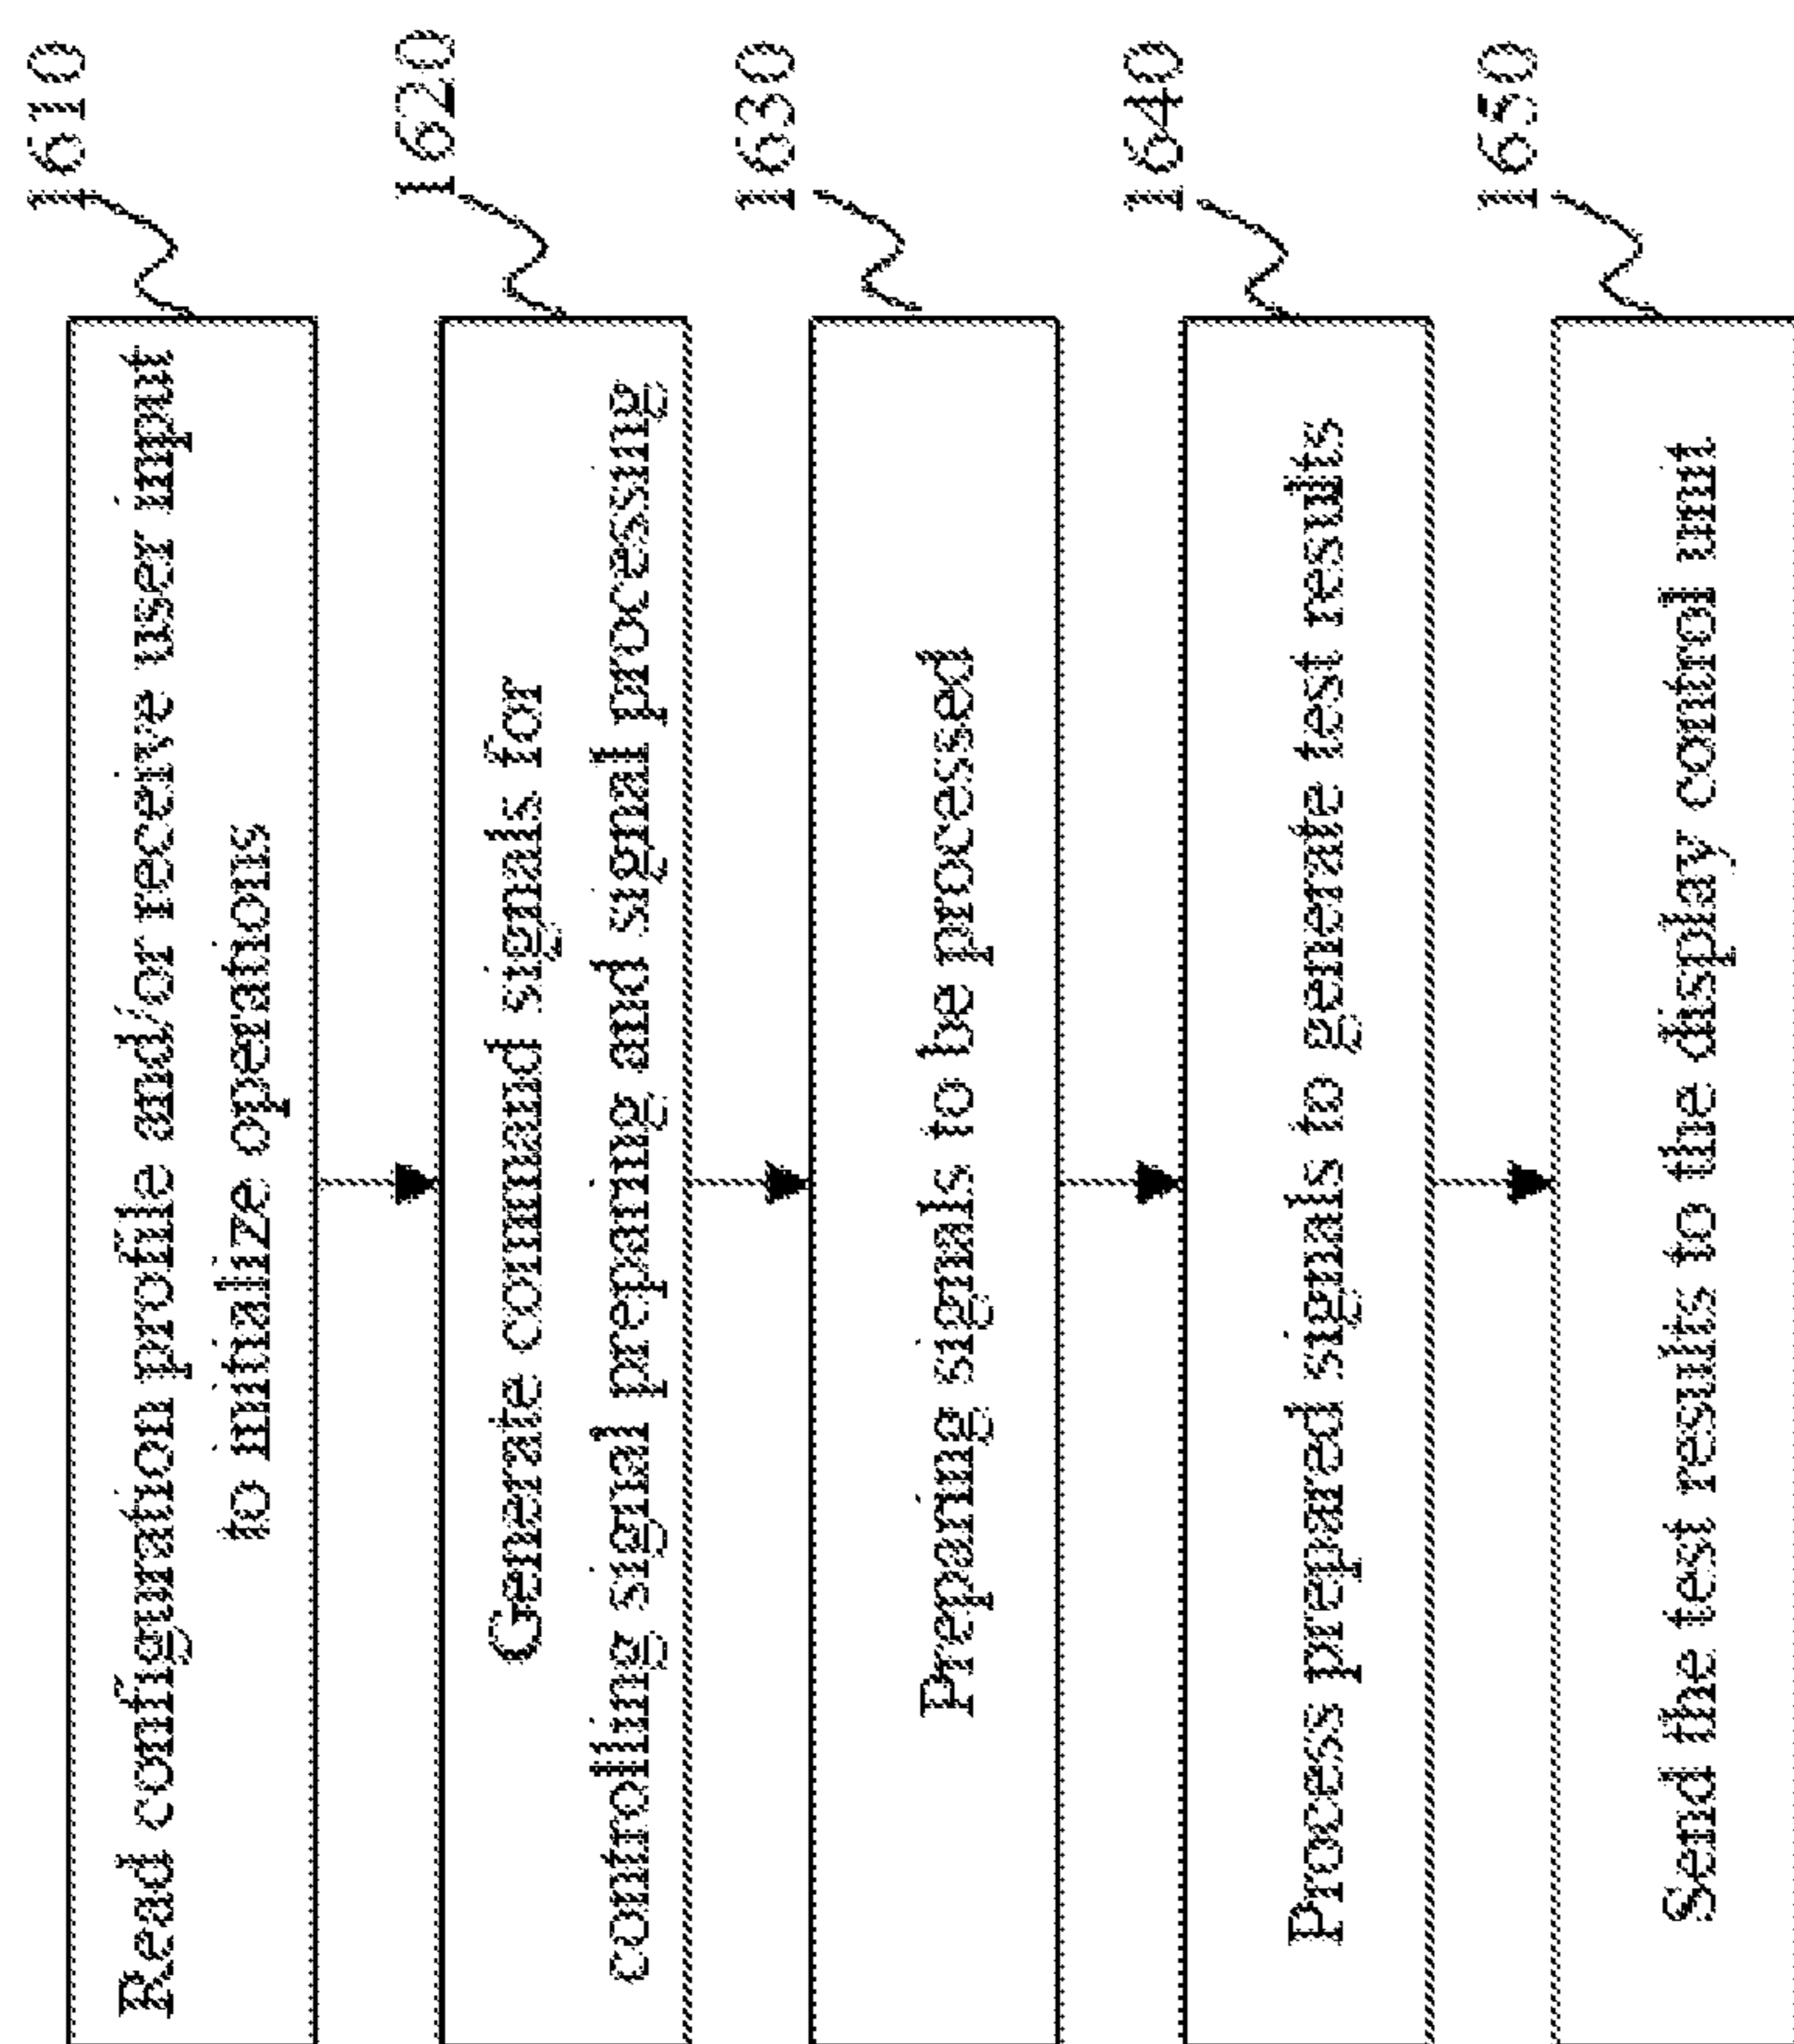 Read configuration profile and/or receive user input
to initialize operations
1610
Generate command signals for
controlling signal preparing and signal processing
1620
Preparing signals to be processed
1630
Process prepared signals to generate test results
1640
Send the test results to the display control unit
1650